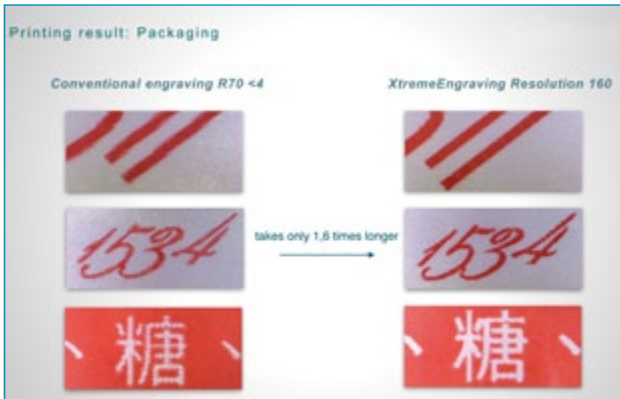 Printing result: Packaging
Conventional engraving R70 <4
XtremeEngraving Resolution 160
1534
takes only 1,6 times longer
1534
糖
糖